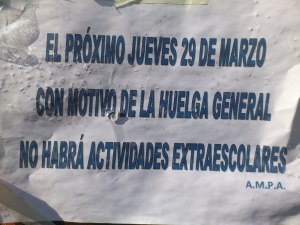 EL PRÓXIMO JUEVES 29 DE MARZO
CON MOTIVO DE LA HUELGA GENERAL
NO HABRÁ ACTIVIDADES EXTRAESCOLARES
A.M.P.A.